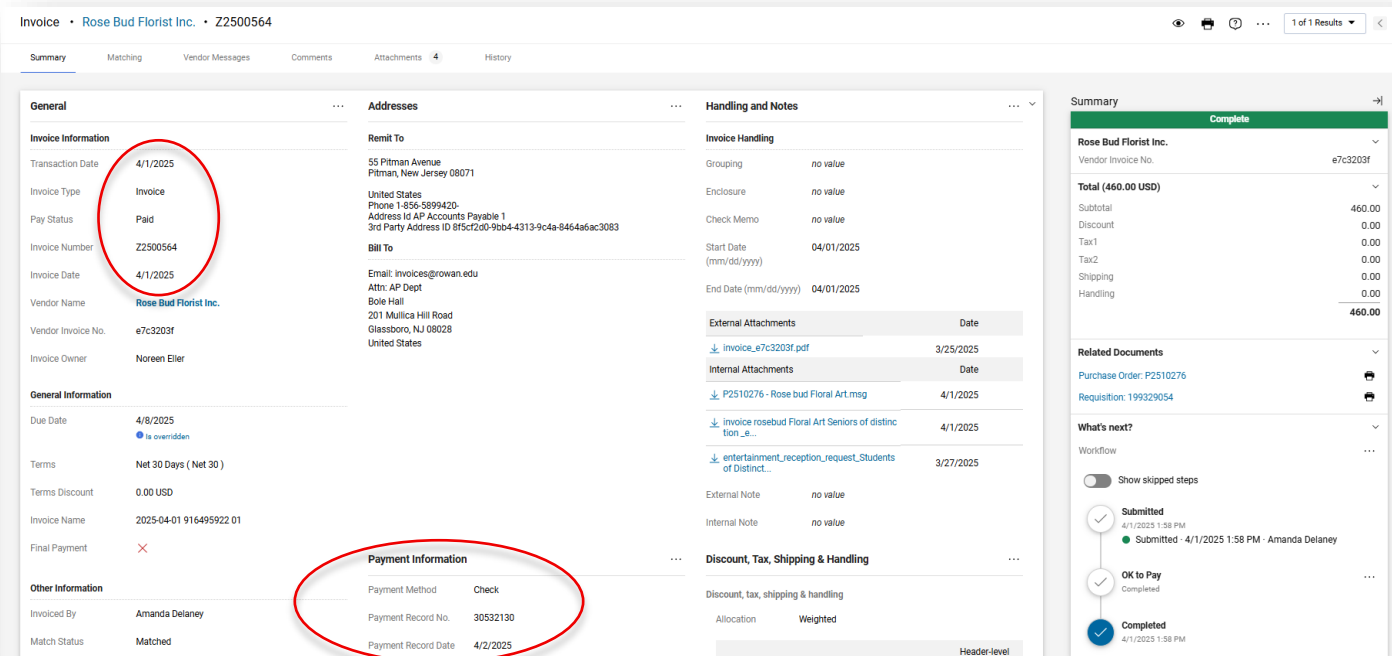 Invoice • Rose Bud Florist Inc. • Z2500564
1 of 1 Results
Summary
Matching
Vendor Messages
Comments
Attachments 4
History
General
Invoice Information
Transaction Date 4/1/2025
Invoice Type Invoice
Pay Status Paid
Invoice Number Z2500564
Invoice Date 4/1/2025
Vendor Name Rose Bud Florist Inc.
Vendor Invoice No. e7c3203f
Invoice Owner Noreen Eller
General Information
Due Date 4/8/2025
Is overridden
Terms Net 30 Days ( Net 30 )
Terms Discount 0.00 USD
Invoice Name 2025-04-01 916495922 01
Final Payment
Other Information
Invoiced By Amanda Delaney
Match Status Matched
Addresses
Remit To
55 Pitman Avenue
Pitman, New Jersey 08071
United States
Phone 1-856-5899420-
Address Id AP Accounts Payable 1
3rd Party Address ID 8f5cf2d0-9bb4-4313-9c4a-8464a6ac3083
Bill To
Email: invoices@rowan.edu
Attn: AP Dept
Bole Hall
201 Mullica Hill Road
Glassboro, NJ 08028
United States
Payment Information
Payment Method Check
Payment Record No. 30532130
Payment Record Date 4/2/2025
Handling and Notes
Invoice Handling
Grouping no value
Enclosure no value
Check Memo no value
Start Date 04/01/2025
(mm/dd/yyyy)
End Date (mm/dd/yyyy) 04/01/2025
External Attachments Date
invoice_e7c3203f.pdf 3/25/2025
Internal Attachments Date
P2510276 - Rose bud Floral Art.msg 4/1/2025
invoice rosebud Floral Art Seniors of distinc
tion _e... 4/1/2025
entertainment_reception_request_Students
of Distinct... 3/27/2025
External Note no value
Internal Note no value
Discount, Tax, Shipping & Handling
Discount, tax, shipping & handling
Allocation Weighted
Header-level
Summary
Complete
Rose Bud Florist Inc.
Vendor Invoice No. e7c3203f
Total (460.00 USD)
Subtotal 460.00
Discount 0.00
Tax1 0.00
Tax2 0.00
Shipping 0.00
Handling 0.00
460.00
Related Documents
Purchase Order: P2510276
Requisition: 199329054
What's next?
Workflow
Show skipped steps
Submitted
4/1/2025 1:58 PM
Submitted · 4/1/2025 1:58 PM · Amanda Delaney
OK to Pay
Completed
Completed
4/1/2025 1:58 PM